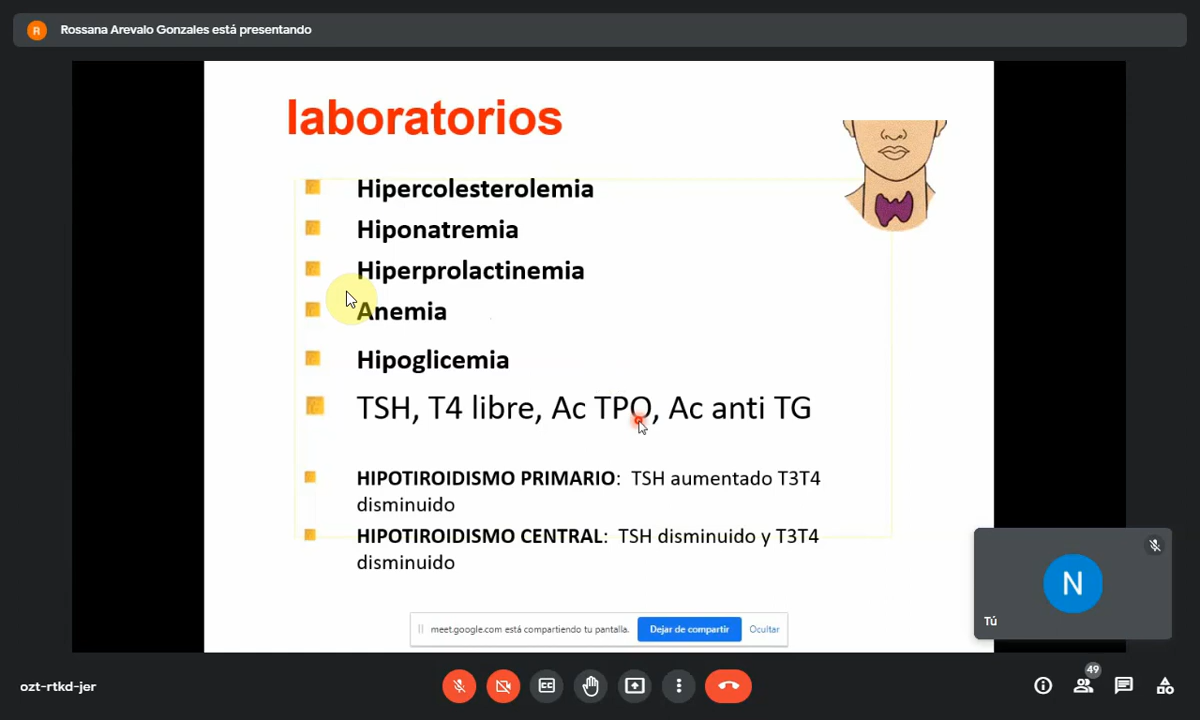 R
Rossana Arevalo Gonzales está presentando
laboratorios
Hipercolesterolemia
Hiponatremia
Hiperprolactinemia
Anemia
Hipoglicemia
TSH, T4 libre, Ac TPO, Ac anti TG
HIPOTIROIDISMO PRIMARIO: TSH aumentado T3T4
disminuido
HIPOTIROIDISMO CENTRAL: TSH disminuido y T3T4
disminuido
N
Tú
meet.google.com está compartiendo tu pantalla. Dejar de compartir Ocultar
ozt-rtkd-jer
CC
49